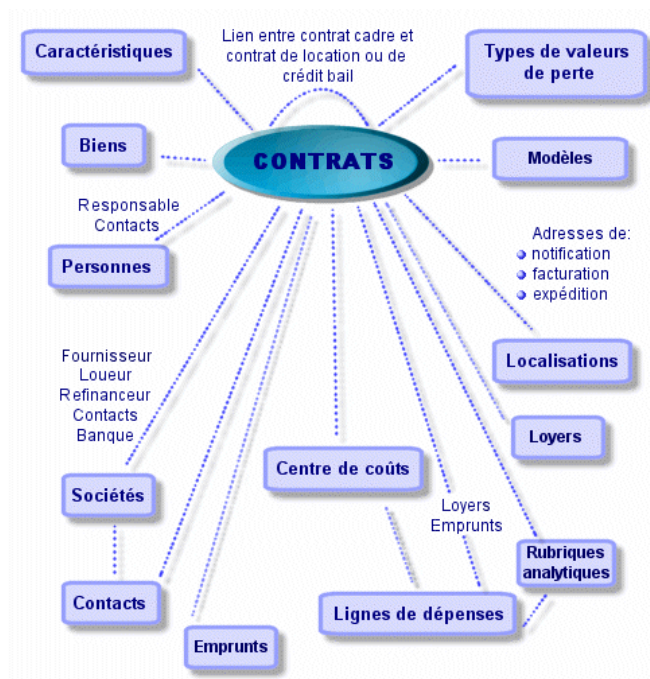 Lien entre contrat cadre et
contrat de location ou de
crédit bail
Caractéristiques
Types de valeurs
de perte
Biens
CONTRATS
Modèles
Responsable
Contacts
Personnes
Adresses de:
notification
facturation
expédition
Localisations
Fournisseur
Loueur
Refinanceur
Contacts
Banque
Loyers
Centre de coûts
Sociétés
Loyers
Emprunts
Rubriques
analytiques
Contacts
Lignes de dépenses
Emprunts